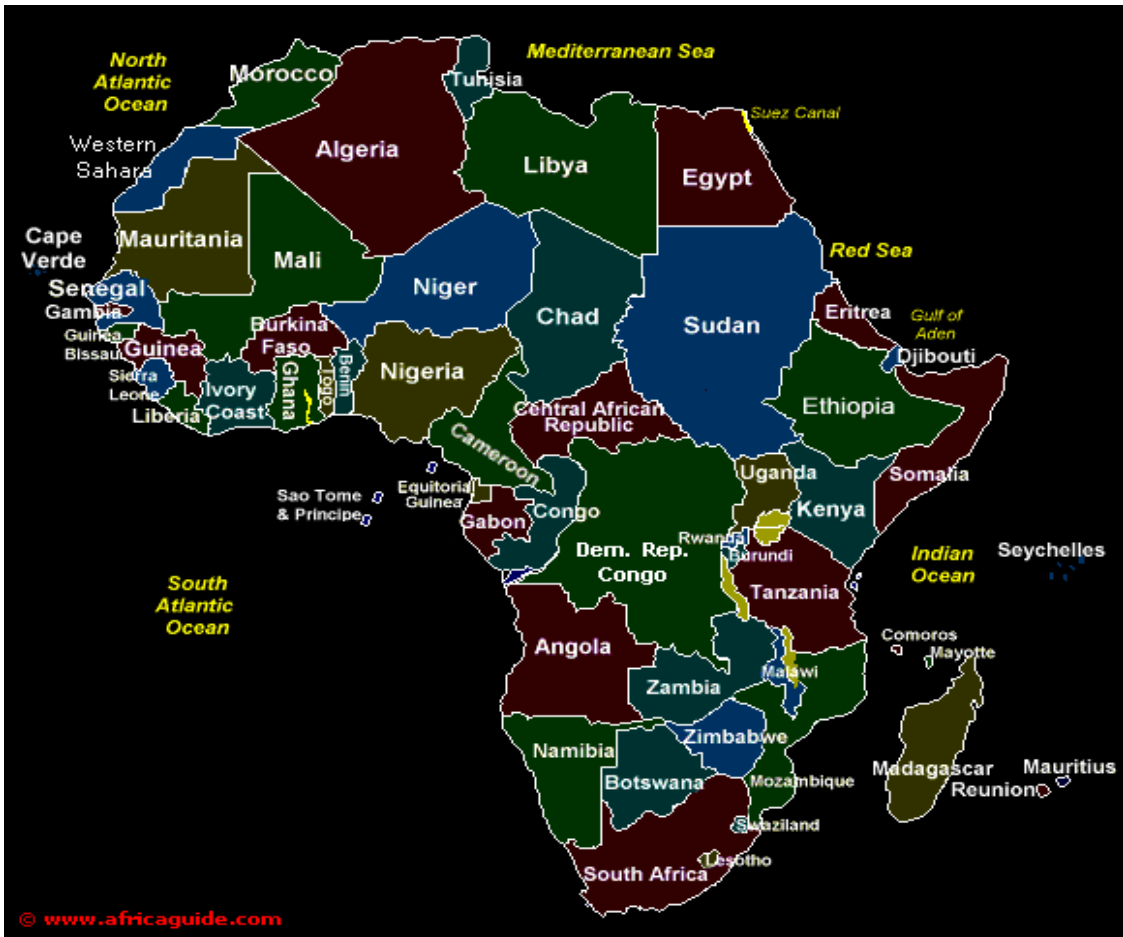 Mediterranean Sea
North
Atlantic
Ocean
Morocco
Tunisia
Suez Canal
Western
Sahara
Algeria
Libya
Egypt
Cape
Verde
Mauritania
Mali
Niger
Chad
Sudan
Red Sea
Senegal
Gambia
Guinea
Bissau
Guinea
Burkina
Faso
Eritrea
Gulf of
Aden
Djibouti
Sierra
Leone
Liberia
Ivory
Coast
Ghana
Togo
Benin
Nigeria
Central African
Republic
Ethiopia
Cameroon
Somalia
Uganda
Kenya
Equitorial
Guinea
Sao Tome
& Principe
Gabon
Congo
Dem. Rep.
Congo
Rwanda
Burundi
Tanzania
Indian
Ocean
Seychelles
South
Atlantic
Ocean
Angola
Zambia
Malawi
Comoros
Mayotte
Namibia
Zimbabwe
Botswana
Mozambique
Madagascar
Mauritius
Reunion
Swaziland
Lesotho
South Africa
© www.africaguide.com